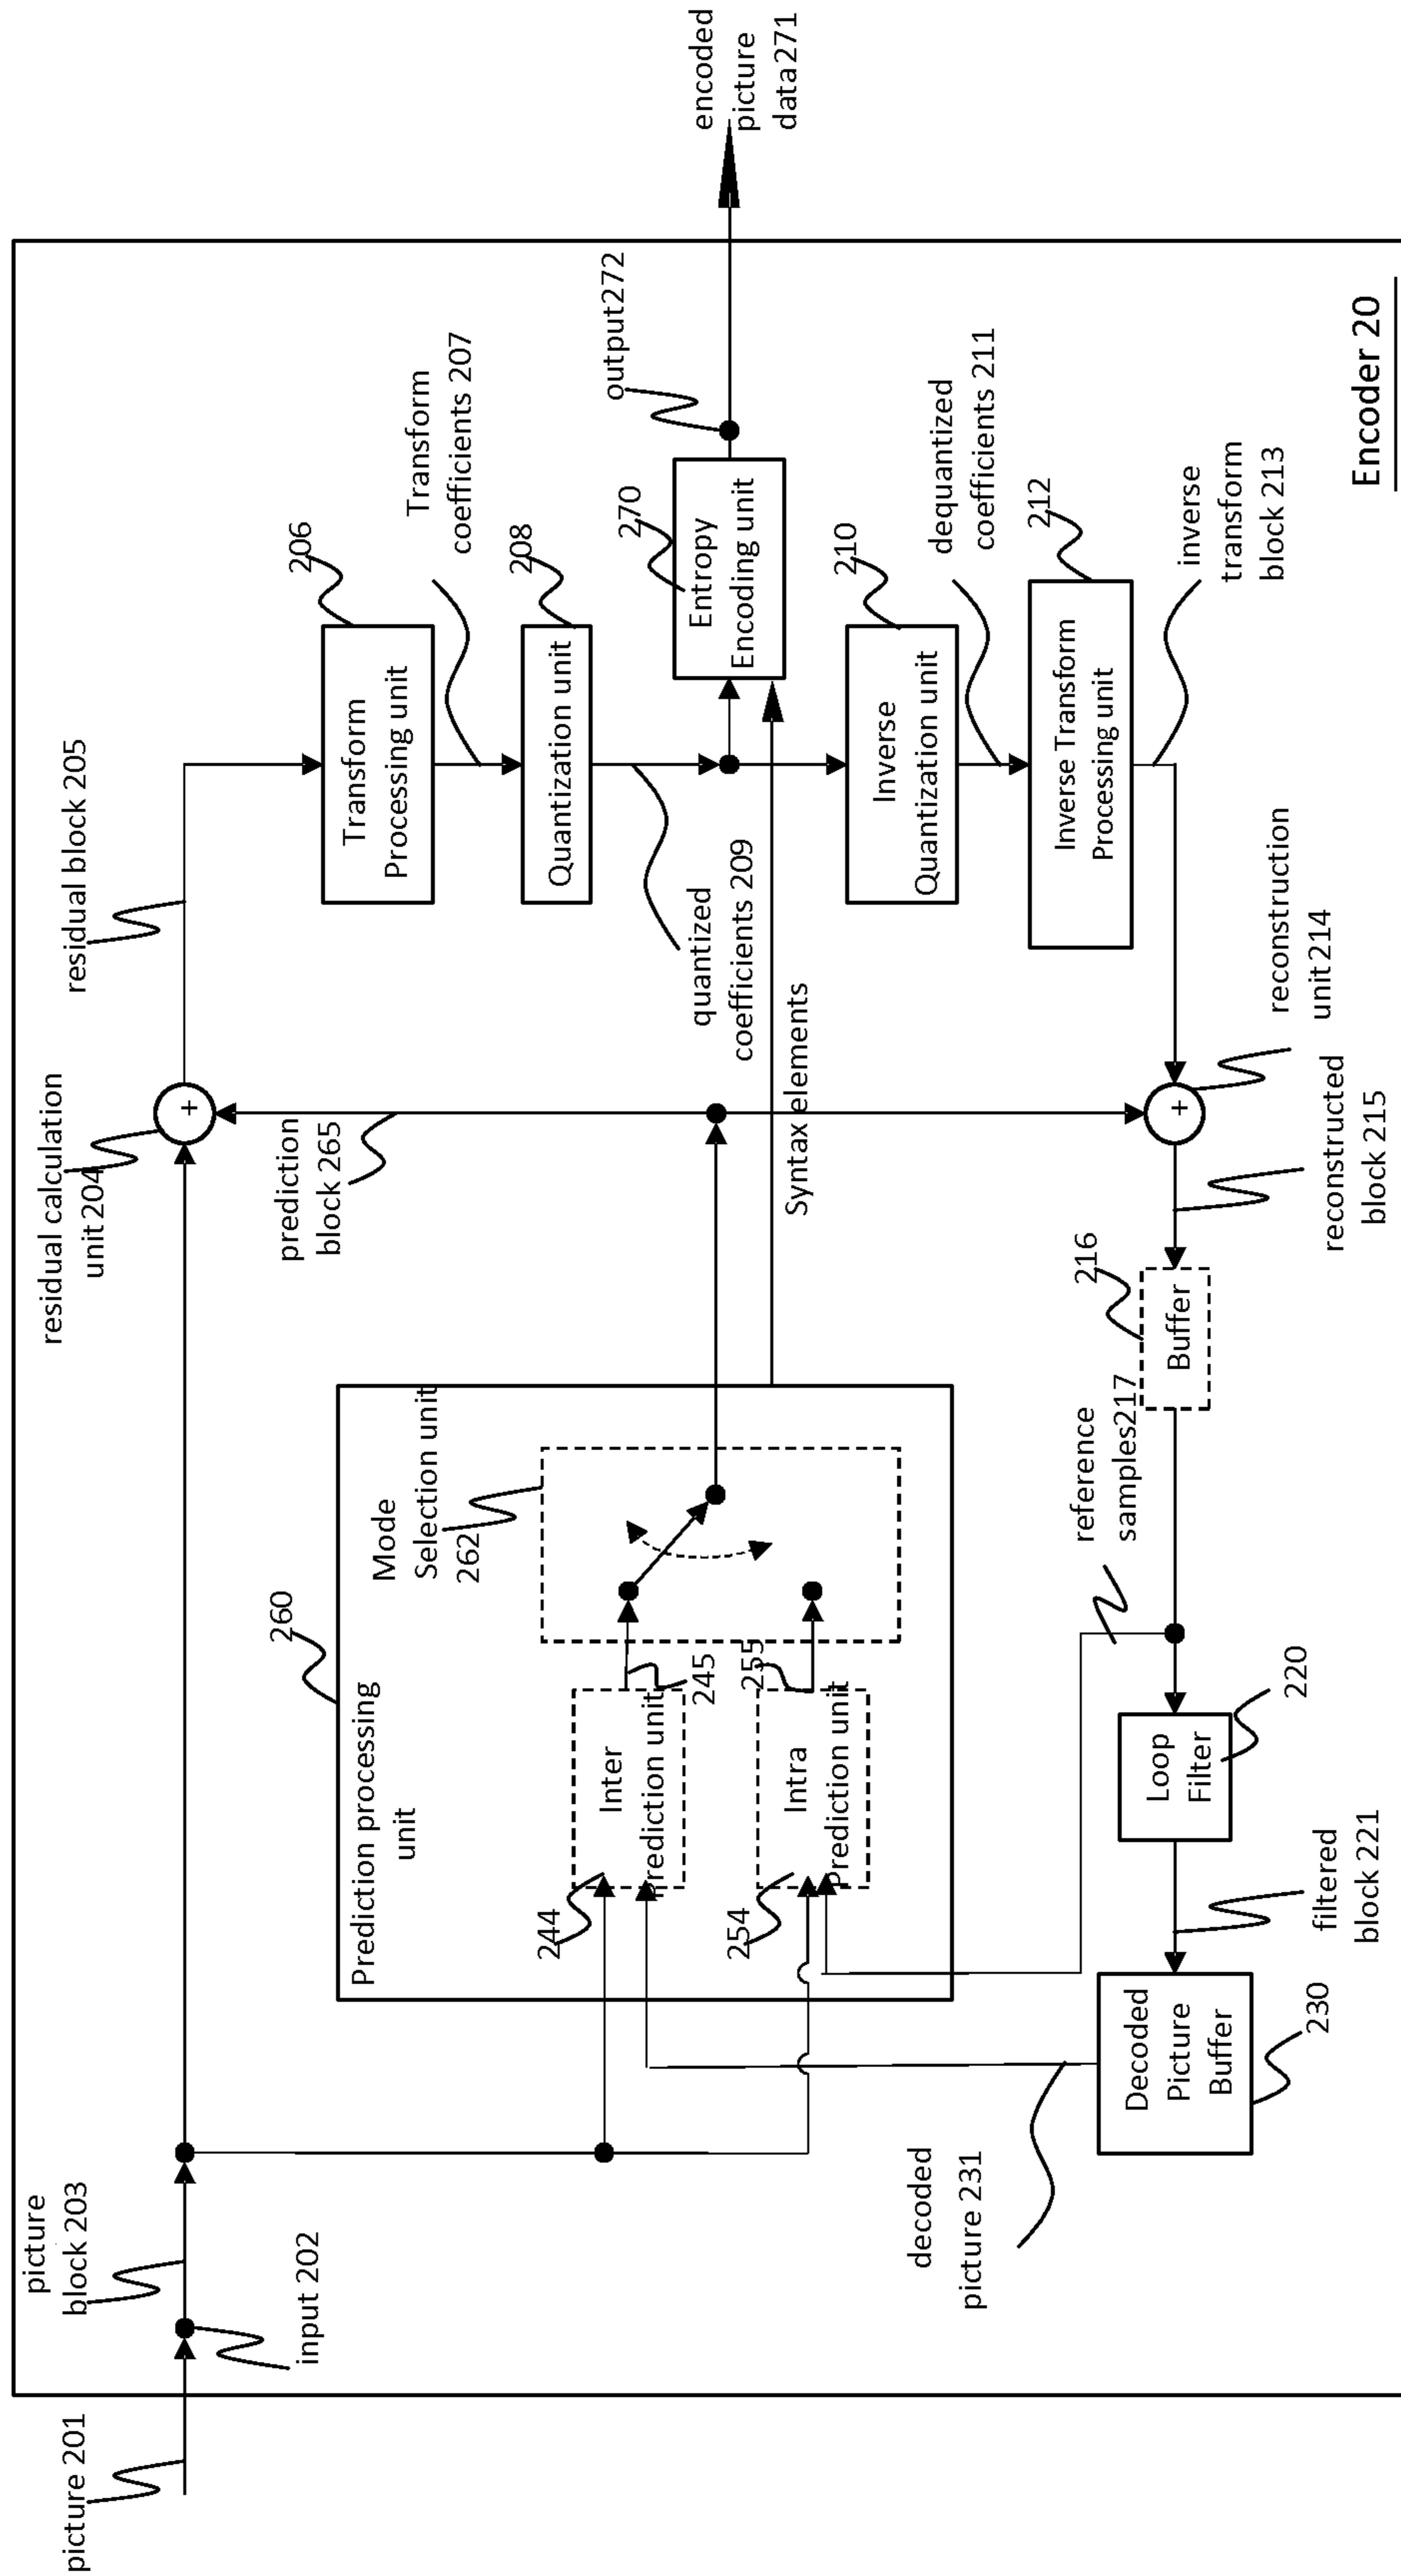 picture 201
picture
block 203
input 202
residual calculation
unit 204
residual block 205
prediction
block 265
206
Transform
Processing unit
Transform
coefficients 207
208
Quantization unit
quantized
coefficients 209
Syntax elements
270
Entropy
Encoding unit
output272
encoded
picture
data271
210
Inverse
Quantization unit
dequantized
coefficients 211
212
Inverse Transform
Processing unit
inverse
transform
block 213
reconstruction
unit 214
reconstructed
block 215
216
Buffer
reference
samples217
220
Loop
Filter
filtered
block 221
230
Decoded
Picture
Buffer
decoded
picture 231
260
Prediction processing
unit
Mode
Selection unit
262
244
Inter
Prediction unit
245
254
Intra
Prediction unit
255
+
+
Encoder 20